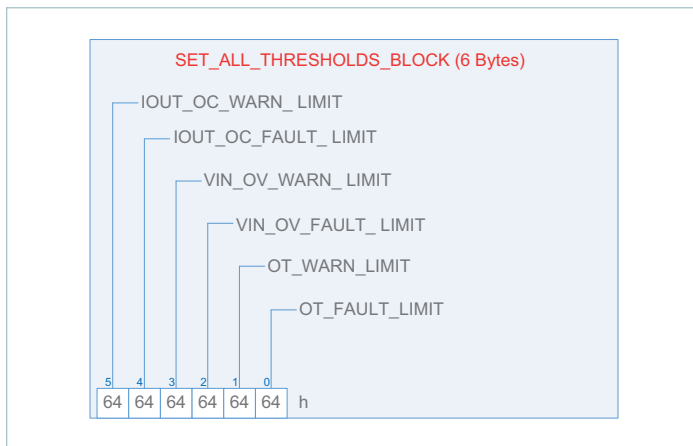 SET_ALL_THRESHOLDS_BLOCK (6 Bytes)
IOUT_OC_WARN_ LIMIT
IOUT_OC_FAULT_ LIMIT
VIN_OV_WARN_ LIMIT
VIN_OV_FAULT_ LIMIT
OT_WARN_LIMIT
OT_FAULT_LIMIT
5 4 3 2 1 0
64 64 64 64 64 64 h